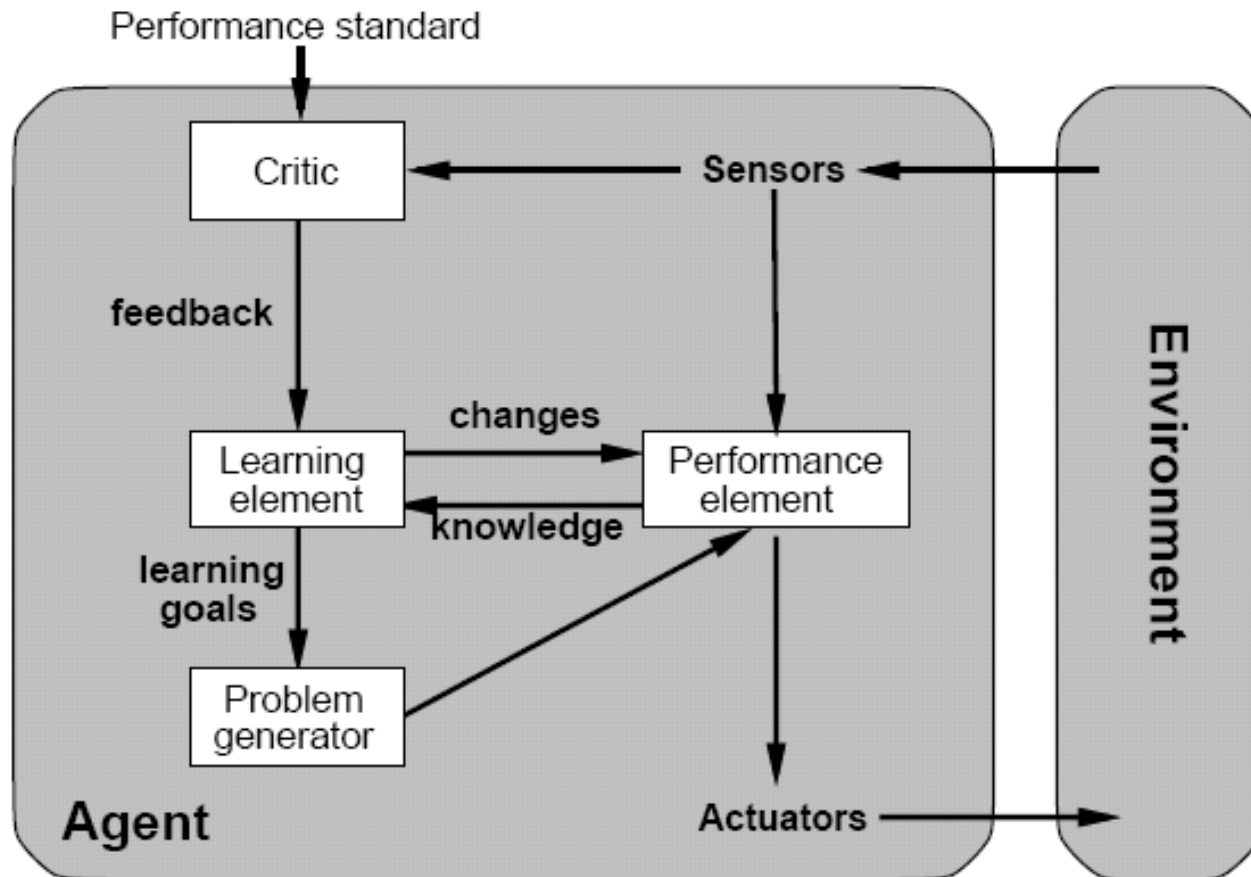 Performance standard
Critic
Sensors
feedback
changes
Learning
element
Performance
element
knowledge
learning
goals
Problem
generator
Agent
Actuators
Environment